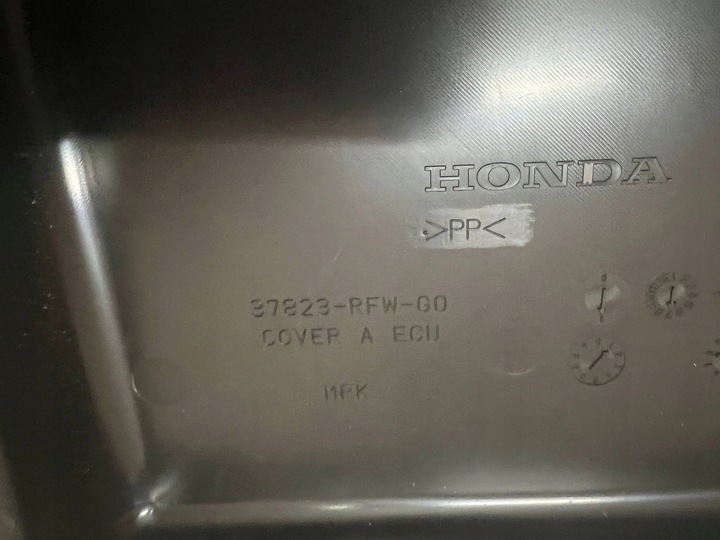 HONDA
>PP<
37823-RFW-G0
COVER A ECU
MPK